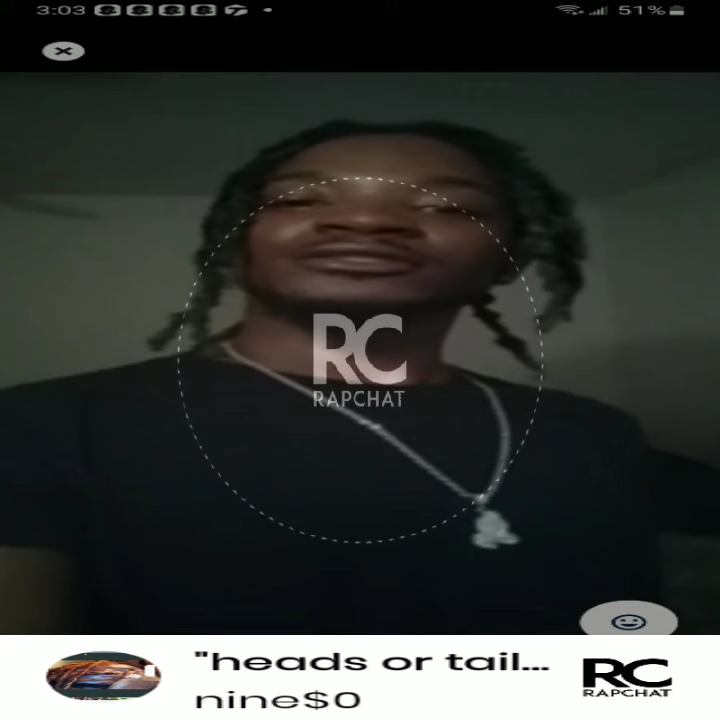 3:03
51%
RC
RAPCHAT
"heads or tail...
nine$0
RC
RAPCHAT